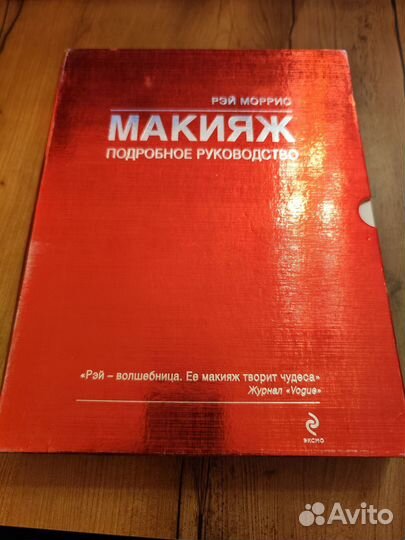 РЭЙ МОРРИС
МАКИЯЖ
ПОДРОБНОЕ РУКОВОДСТВО
«Рэй – волшебница. Ее макияж творит чудеса»
Журнал «Vogue»
ЭКСМО
Avito